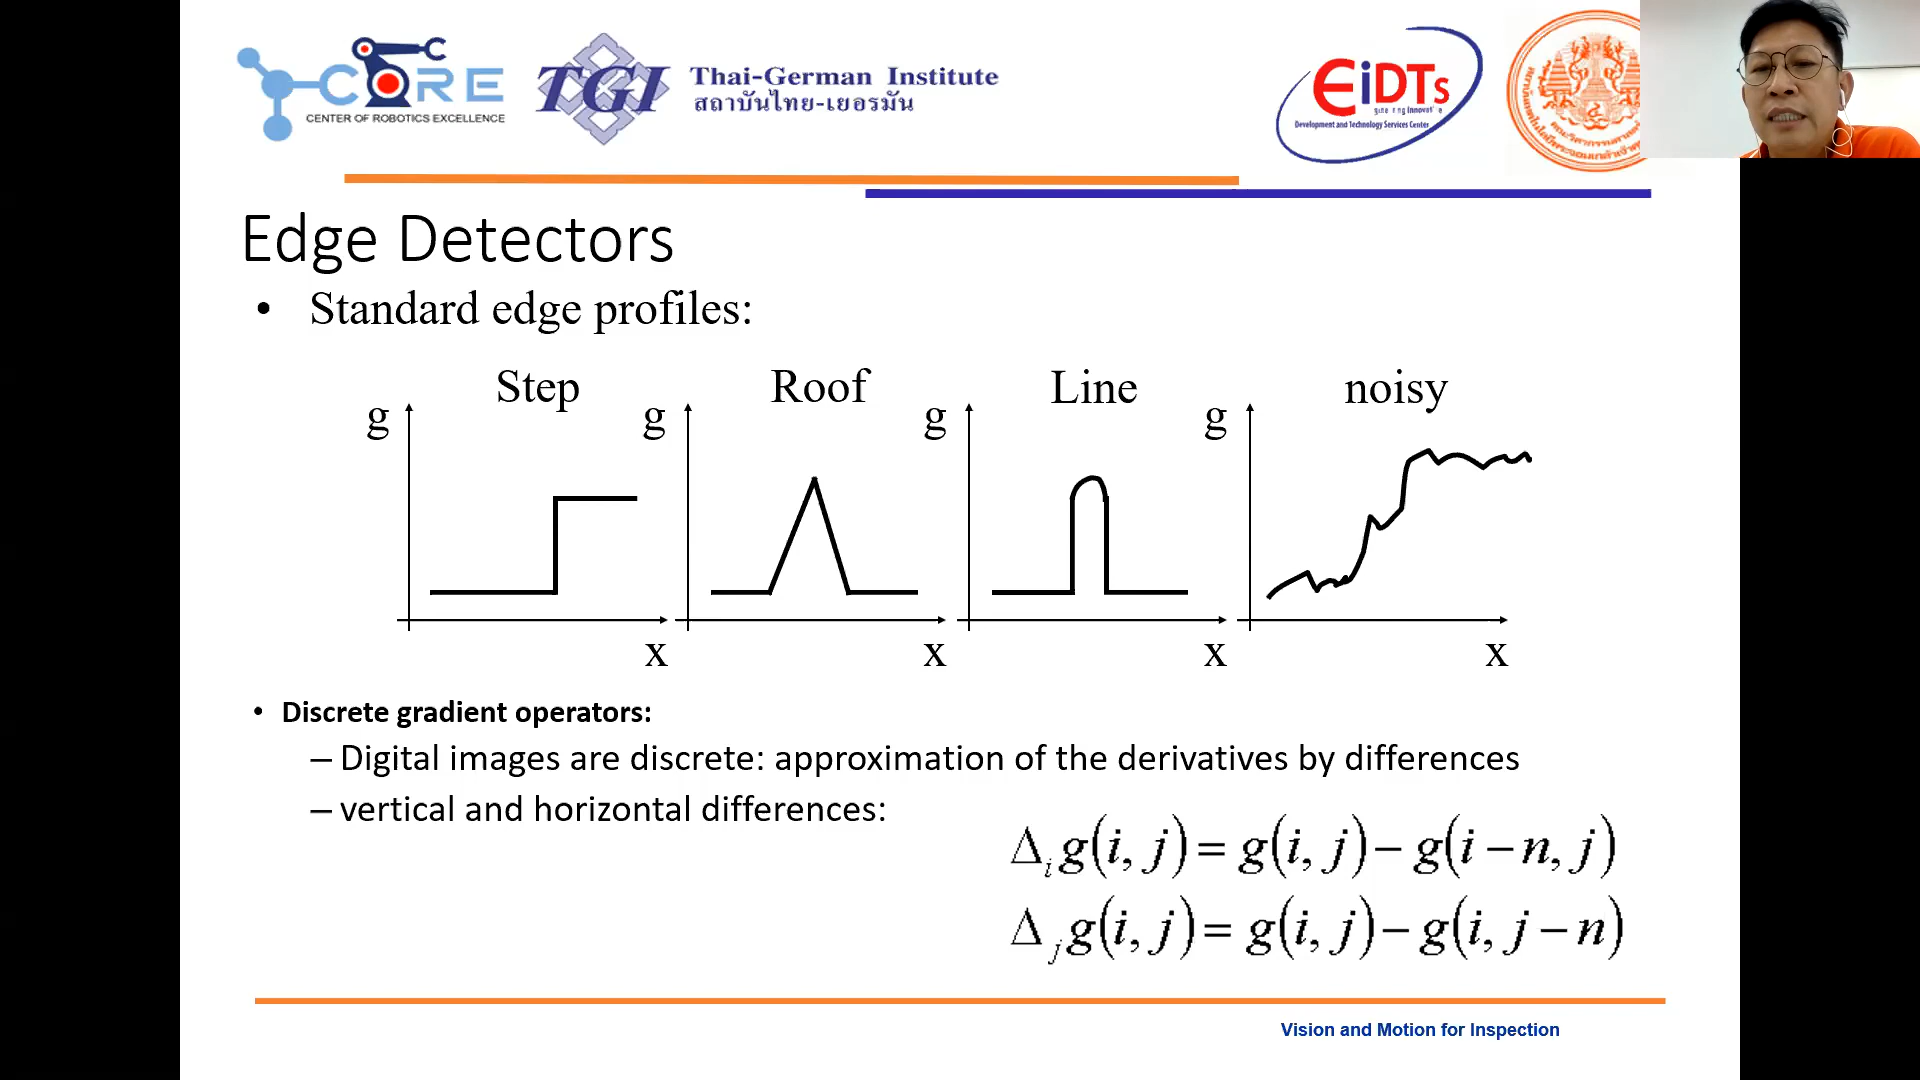 CORE
CENTER OF ROBOTICS EXCELLENCE
TGI
Thai-German Institute
สถาบันไทย-เยอรมัน
EiDTs
Development and Technology Services Center
Edge Detectors
• Standard edge profiles:
Step Roof Line noisy
g g g g
x x x x
• Discrete gradient operators:
– Digital images are discrete: approximation of the derivatives by differences
– vertical and horizontal differences:
Δᵢg(i, j) = g(i, j) − g(i − n, j)
Δⱼg(i, j) = g(i, j) − g(i, j − n)
Vision and Motion for Inspection